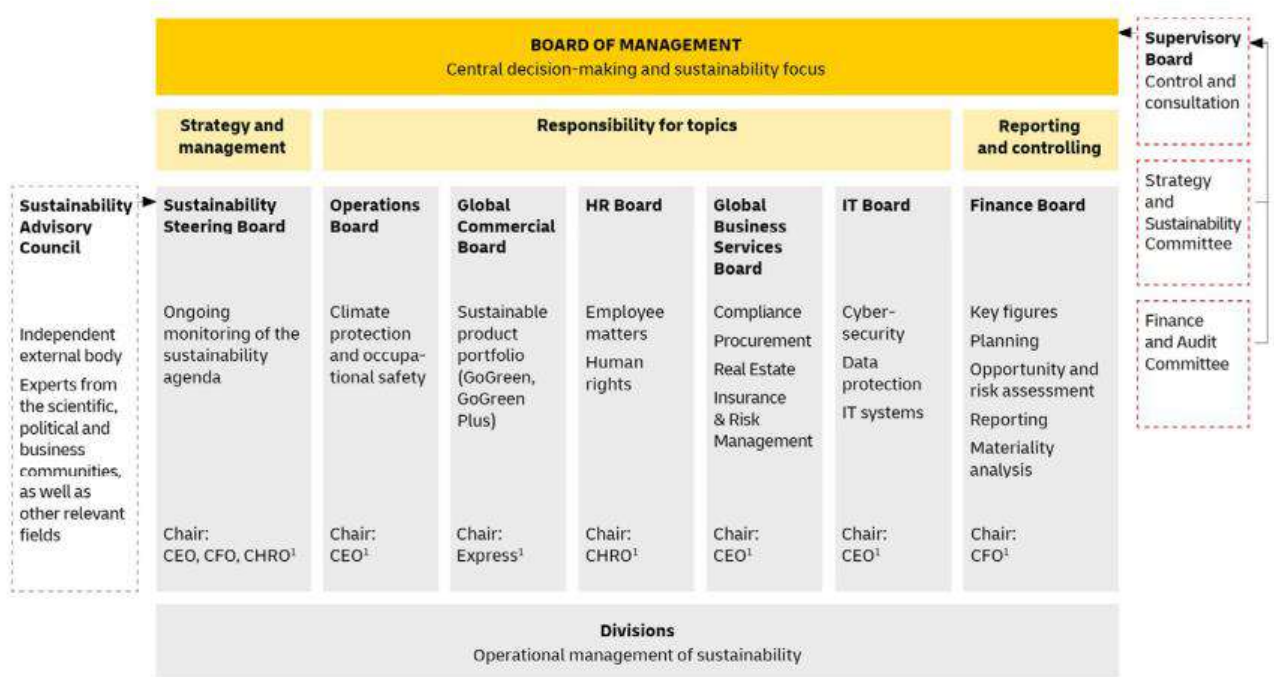 BOARD OF MANAGEMENT
Central decision-making and sustainability focus
Supervisory
Board
Control and
consultation
Strategy and
management
Responsibility for topics
Reporting
and controlling
Strategy
and
Sustainability
Committee
Finance
and Audit
Committee
Sustainability
Advisory
Council
Independent
external body
Experts from
the scientific,
political and
business
communities,
as well as
other relevant
fields
Sustainability
Steering Board
Ongoing
monitoring of the
sustainability
agenda
Chair:
CEO, CFO, CHRO¹
Operations
Board
Climate
protection
and occupa-
tional safety
Chair:
CEO¹
Global
Commercial
Board
Sustainable
product
portfolio
(GoGreen,
GoGreen
Plus)
Chair:
Express¹
HR Board
Employee
matters
Human
rights
Chair:
CHRO¹
Global
Business
Services
Board
Compliance
Procurement
Real Estate
Insurance
& Risk
Management
Chair:
CEO¹
IT Board
Cyber-
security
Data
protection
IT systems
Chair:
CEO¹
Finance Board
Key figures
Planning
Opportunity and
risk assessment
Reporting
Materiality
analysis
Chair:
CFO¹
Divisions
Operational management of sustainability